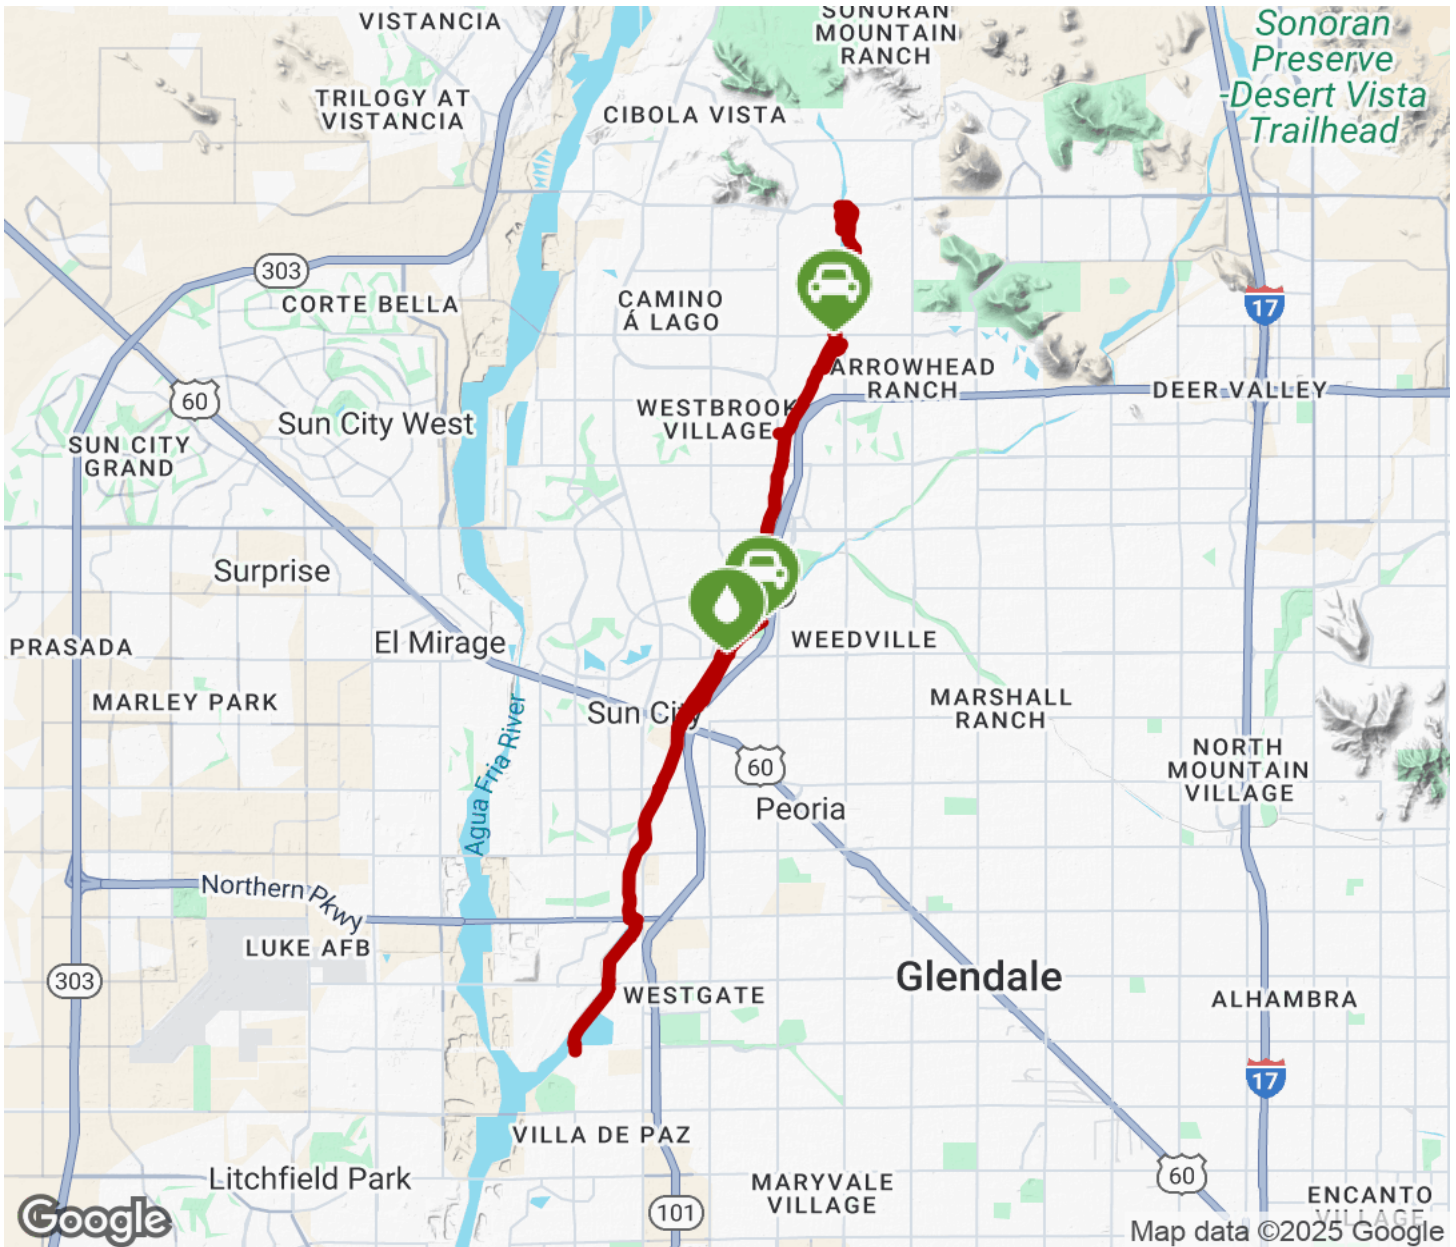 VISTANCIA
SONORAN
MOUNTAIN
RANCH
Sonoran
Preserve
-Desert Vista
Trailhead
TRILOGY AT
VISTANCIA
CIBOLA VISTA
303
CORTE BELLA
CAMINO
Á LAGO
17
60
ARROWHEAD
RANCH
DEER VALLEY
Sun City West
WESTBROOK
VILLAGE
SUN CITY
GRAND
Surprise
El Mirage
WEEDVILLE
PRASADA
MARLEY PARK
Sun City
MARSHALL
RANCH
Agua Fria River
60
NORTH
MOUNTAIN
VILLAGE
Peoria
Northern Pkwy
LUKE AFB
303
WESTGATE
Glendale
ALHAMBRA
17
VILLA DE PAZ
Litchfield Park
60
MARYVALE
VILLAGE
101
ENCANTO
VILLAGE
Google
Map data ©2025 Google